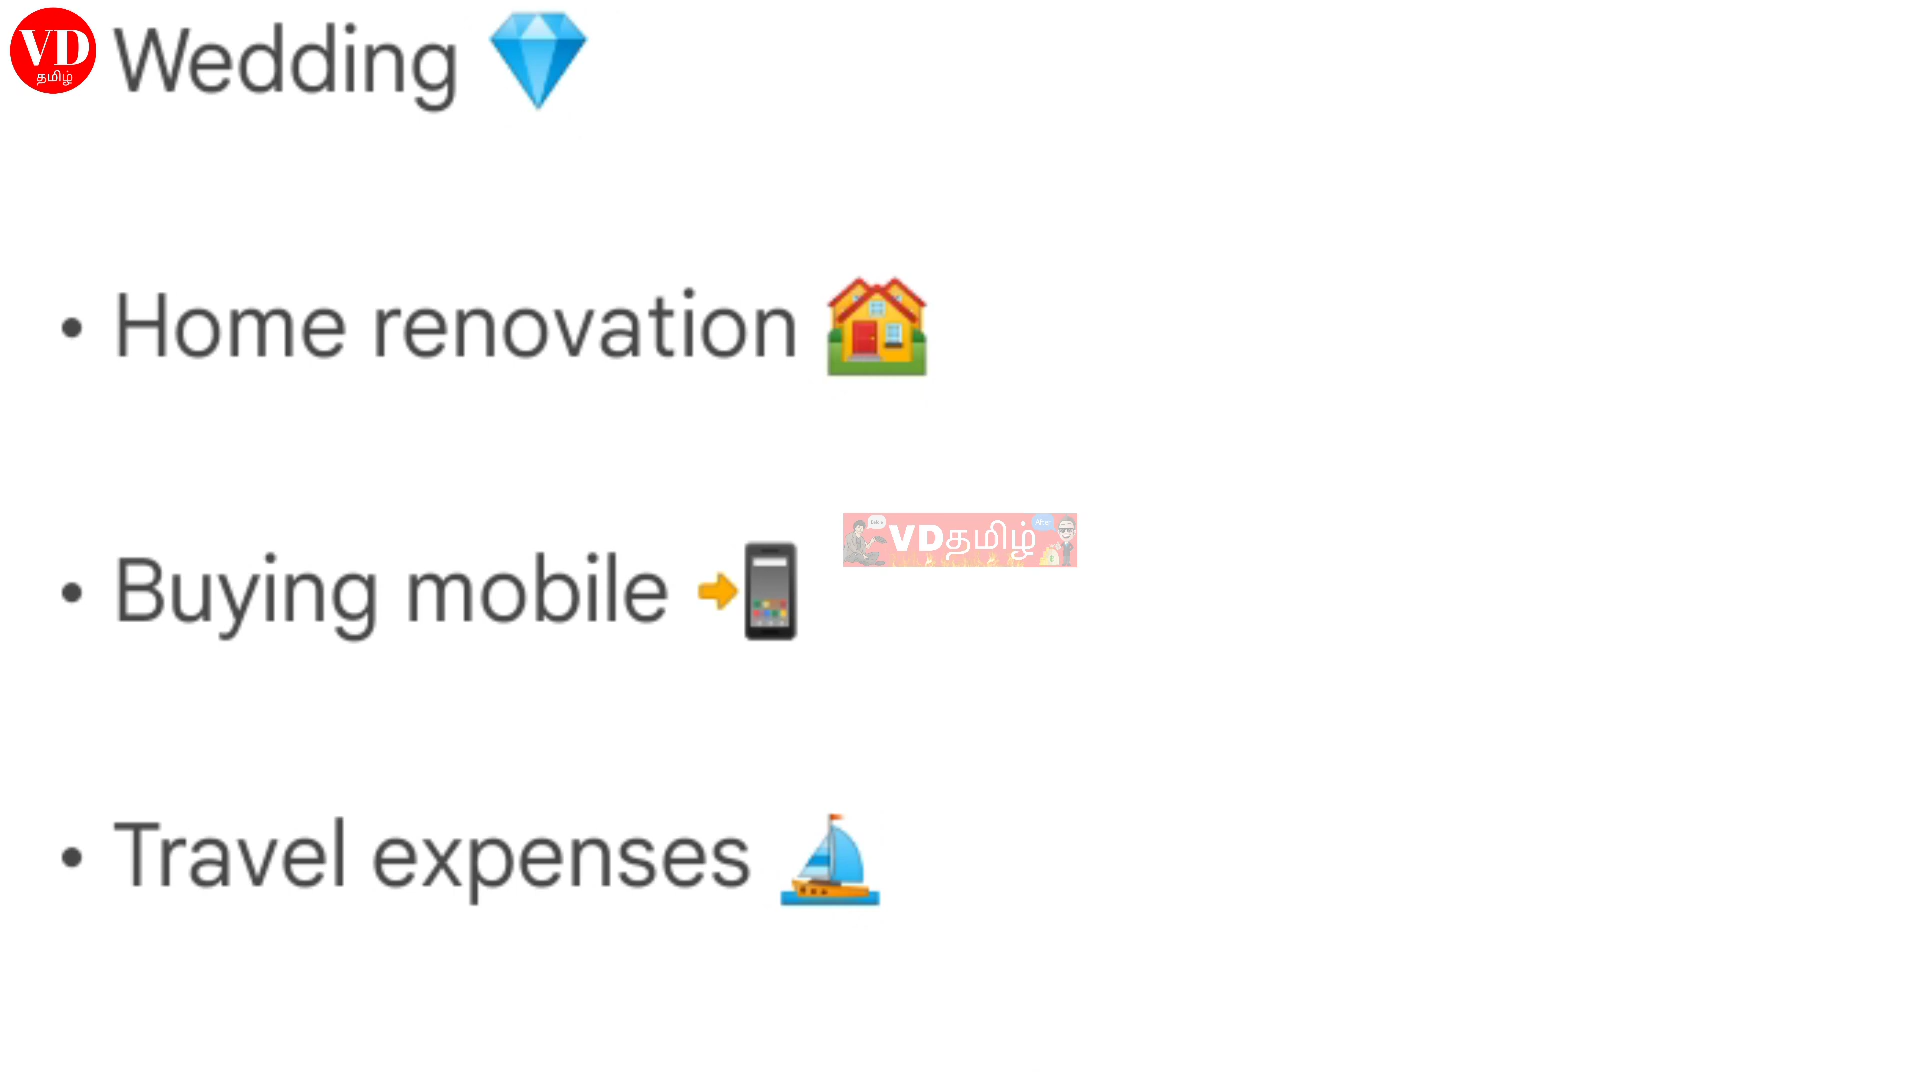 VD
தமிழ்
Wedding 💎
• Home renovation 🏡
• Buying mobile 📲
• Travel expenses ⛵
VDதமிழ்